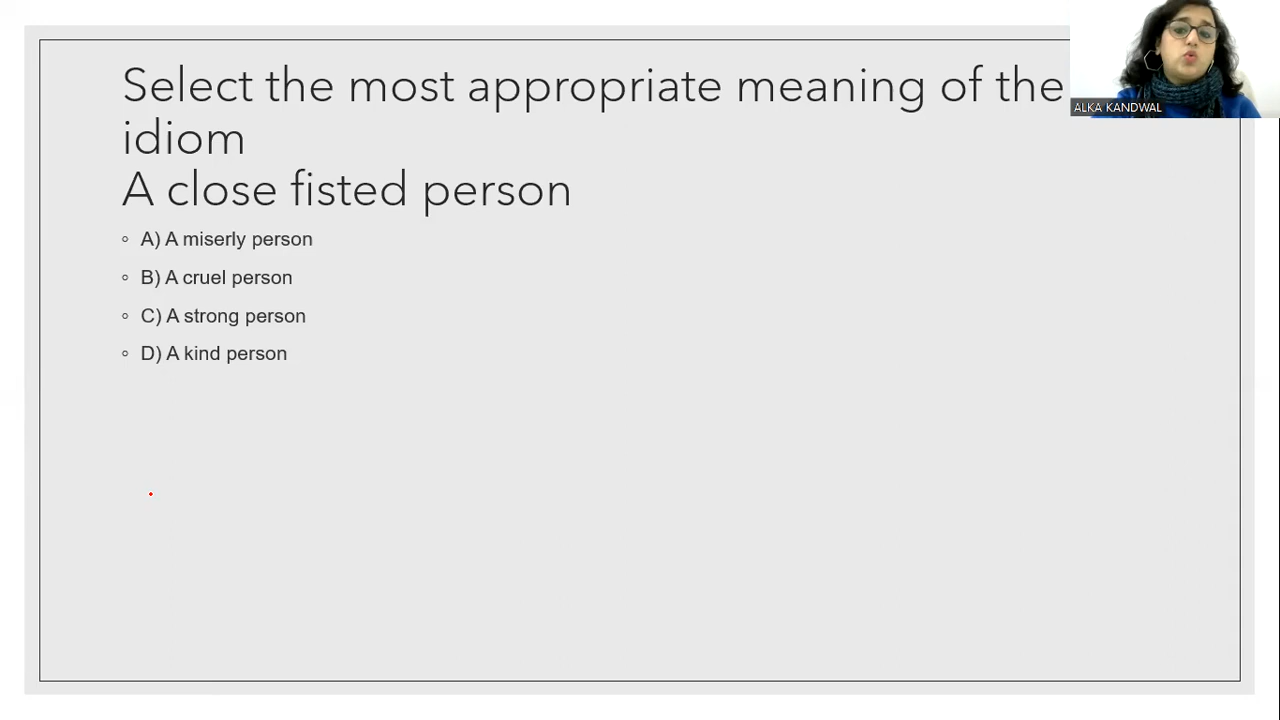 Select the most appropriate meaning of the
idiom
A close fisted person
A) A miserly person
B) A cruel person
C) A strong person
D) A kind person
ALKA KANDWAL